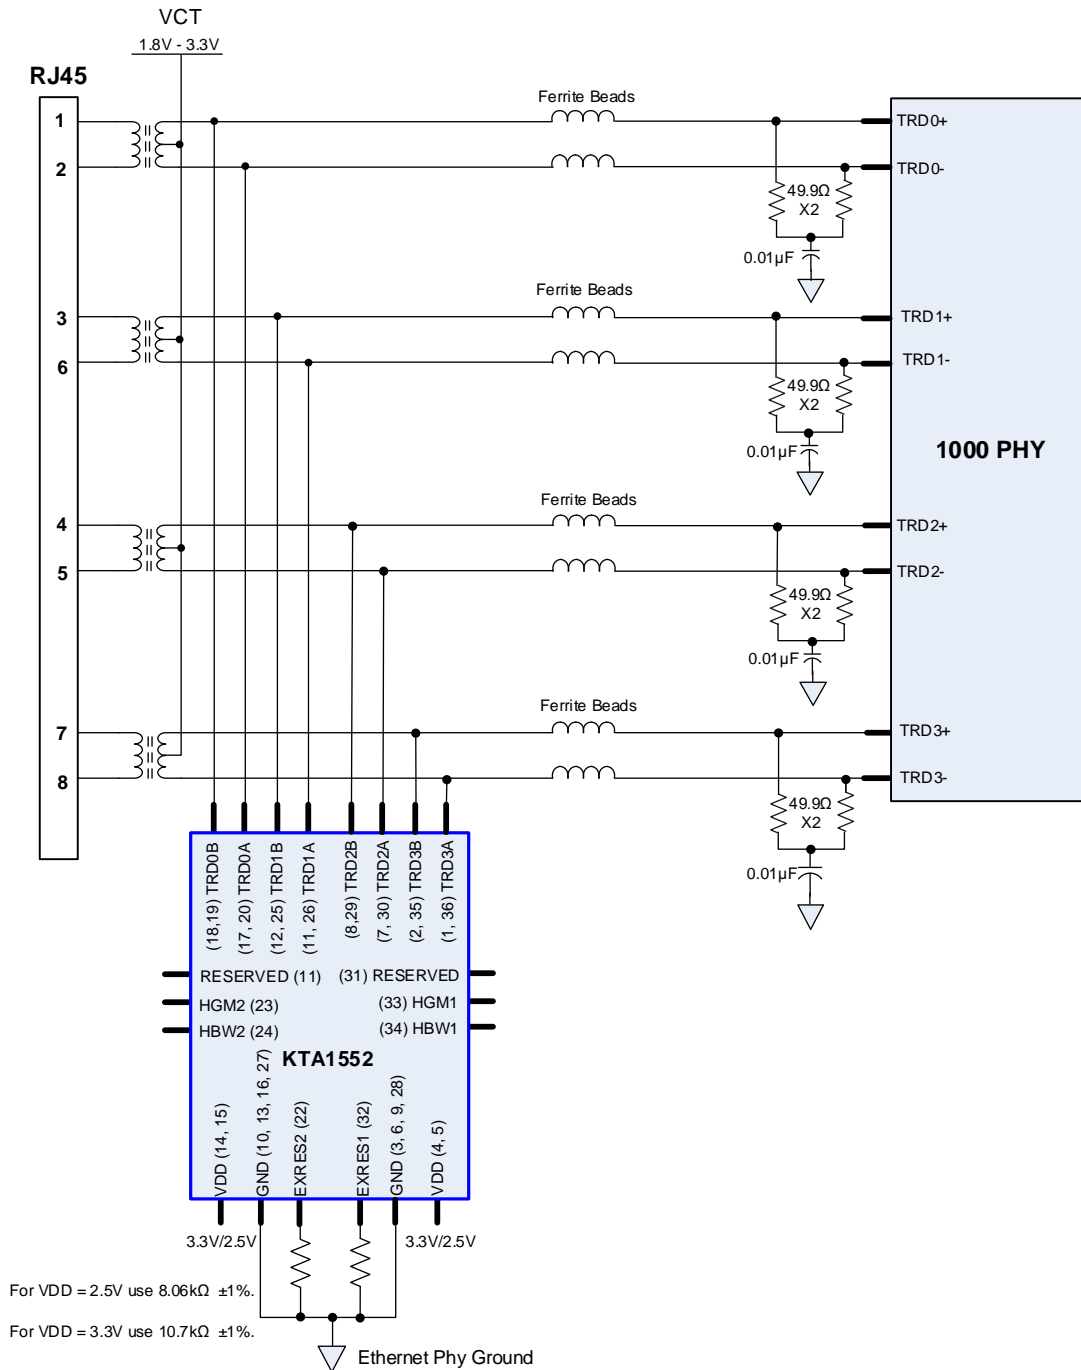 VCT
1.8V - 3.3V
RJ45
1
2
3
6
4
5
7
8
Ferrite Beads
TRD0+
TRD0-
49.9Ω
X2
0.01µF
Ferrite Beads
TRD1+
TRD1-
49.9Ω
X2
0.01µF
1000 PHY
Ferrite Beads
TRD2+
TRD2-
49.9Ω
X2
0.01µF
Ferrite Beads
TRD3+
TRD3-
49.9Ω
X2
0.01µF
(18,19) TRD0B
(17, 20) TRD0A
(12, 25) TRD1B
(11, 26) TRD1A
(8,29) TRD2B
(7, 30) TRD2A
(2, 35) TRD3B
(1, 36) TRD3A
RESERVED (11)
(31) RESERVED
HGM2 (23)
(33) HGM1
HBW2 (24)
(34) HBW1
KTA1552
VDD (14, 15)
GND (10, 13, 16, 27)
EXRES2 (22)
EXRES1 (32)
GND (3, 6, 9, 28)
VDD (4, 5)
3.3V/2.5V
3.3V/2.5V
For VDD = 2.5V use 8.06kΩ ±1%.
For VDD = 3.3V use 10.7kΩ ±1%.
Ethernet Phy Ground